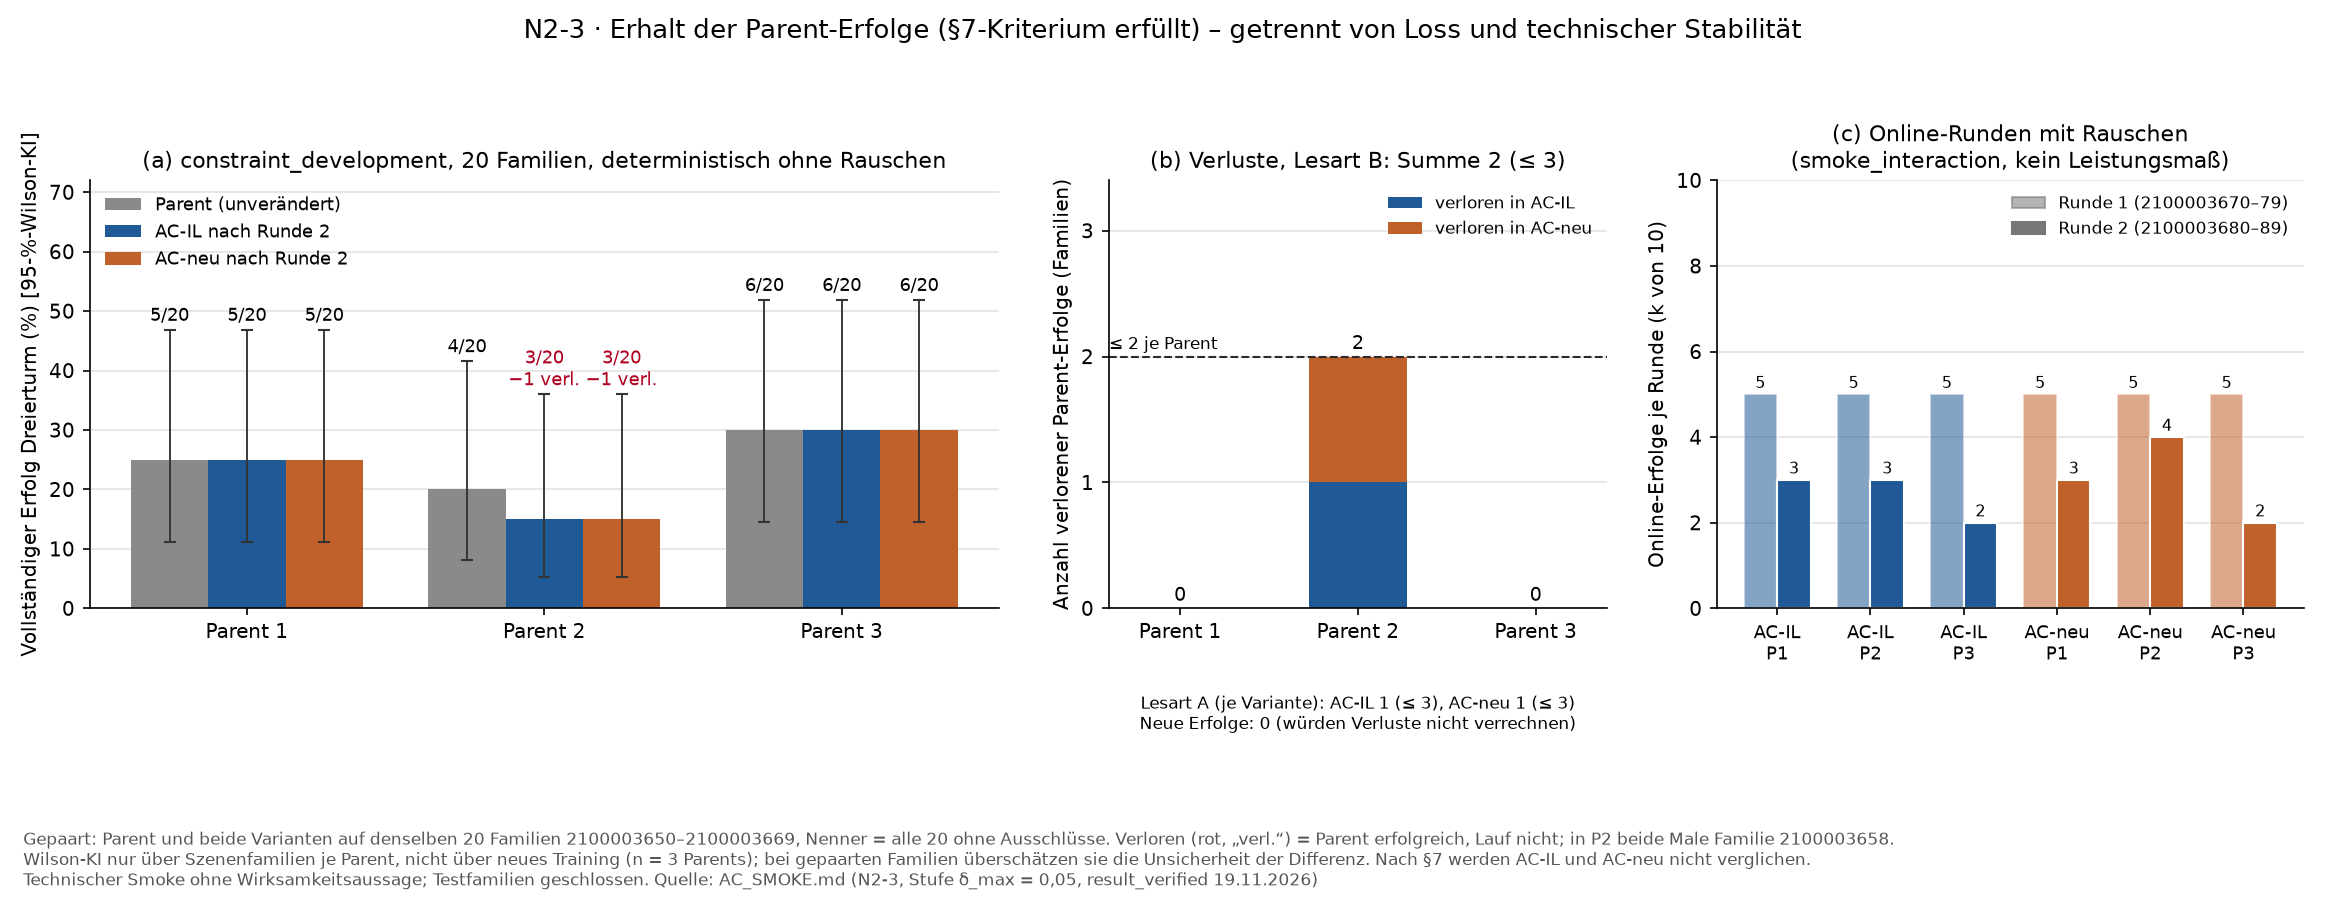 N2-3 · Erhalt der Parent-Erfolge (§7-Kriterium erfüllt) – getrennt von Loss und technischer Stabilität
(a) constraint_development, 20 Familien, deterministisch ohne Rauschen
Vollständiger Erfolg Dreierturm (%) [95-%-Wilson-KI]
70
60
50
40
30
20
10
0
Parent (unverändert)
AC-IL nach Runde 2
AC-neu nach Runde 2
5/20
5/20
5/20
4/20
3/20
−1 verl.
3/20
−1 verl.
6/20
6/20
6/20
Parent 1
Parent 2
Parent 3
(b) Verluste, Lesart B: Summe 2 (≤ 3)
Anzahl verlorener Parent-Erfolge (Familien)
3
2
1
0
verloren in AC-IL
verloren in AC-neu
≤ 2 je Parent
0
2
0
Parent 1
Parent 2
Parent 3
Lesart A (je Variante): AC-IL 1 (≤ 3), AC-neu 1 (≤ 3)
Neue Erfolge: 0 (würden Verluste nicht verrechnen)
(c) Online-Runden mit Rauschen
(smoke_interaction, kein Leistungsmaß)
Online-Erfolge je Runde (k von 10)
10
8
6
4
2
0
Runde 1 (2100003670–79)
Runde 2 (2100003680–89)
5
3
5
3
5
2
5
3
5
4
5
2
AC-IL
P1
AC-IL
P2
AC-IL
P3
AC-neu
P1
AC-neu
P2
AC-neu
P3
Gepaart: Parent und beide Varianten auf denselben 20 Familien 2100003650–2100003669, Nenner = alle 20 ohne Ausschlüsse. Verloren (rot, „verl.“) = Parent erfolgreich, Lauf nicht; in P2 beide Male Familie 2100003658.
Wilson-KI nur über Szenenfamilien je Parent, nicht über neues Training (n = 3 Parents); bei gepaarten Familien überschätzen sie die Unsicherheit der Differenz. Nach §7 werden AC-IL und AC-neu nicht verglichen.
Technischer Smoke ohne Wirksamkeitsaussage; Testfamilien geschlossen. Quelle: AC_SMOKE.md (N2-3, Stufe δ_max = 0,05, result_verified 19.11.2026)